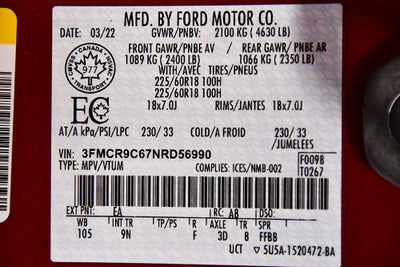 MFD. BY FORD MOTOR CO.
DATE: 03/22 GVWR/PNBV: 2100 KG ( 4630 LB)
FRONT GAWR/PNBE AV / REAR GAWR/PNBE AR
1089 KG ( 2400 LB) 1066 KG ( 2350 LB)
WITH/AVEC TIRES/PNEUS
225/60R18 100H
225/60R18 100H
18x7.0J RIMS/JANTES 18x7.0J
CANADA
977
TRANSPORT
EC
AT/A kPa/PSI/LPC 230/ 33 COLD/A FROID 230/ 33
/JUMELEES
VIN: 3FMCR9C67NRD56990
TYPE: MPV/VTUM COMPLIES: ICES/NMB-002
F0098
T0267
EXT PNT: EA RC: AB DSO:
WB INT TR TP/PS R AXLE TR SPR
105 9N F 3D 8 FFBB
UCT 5U5A-1520472-BA